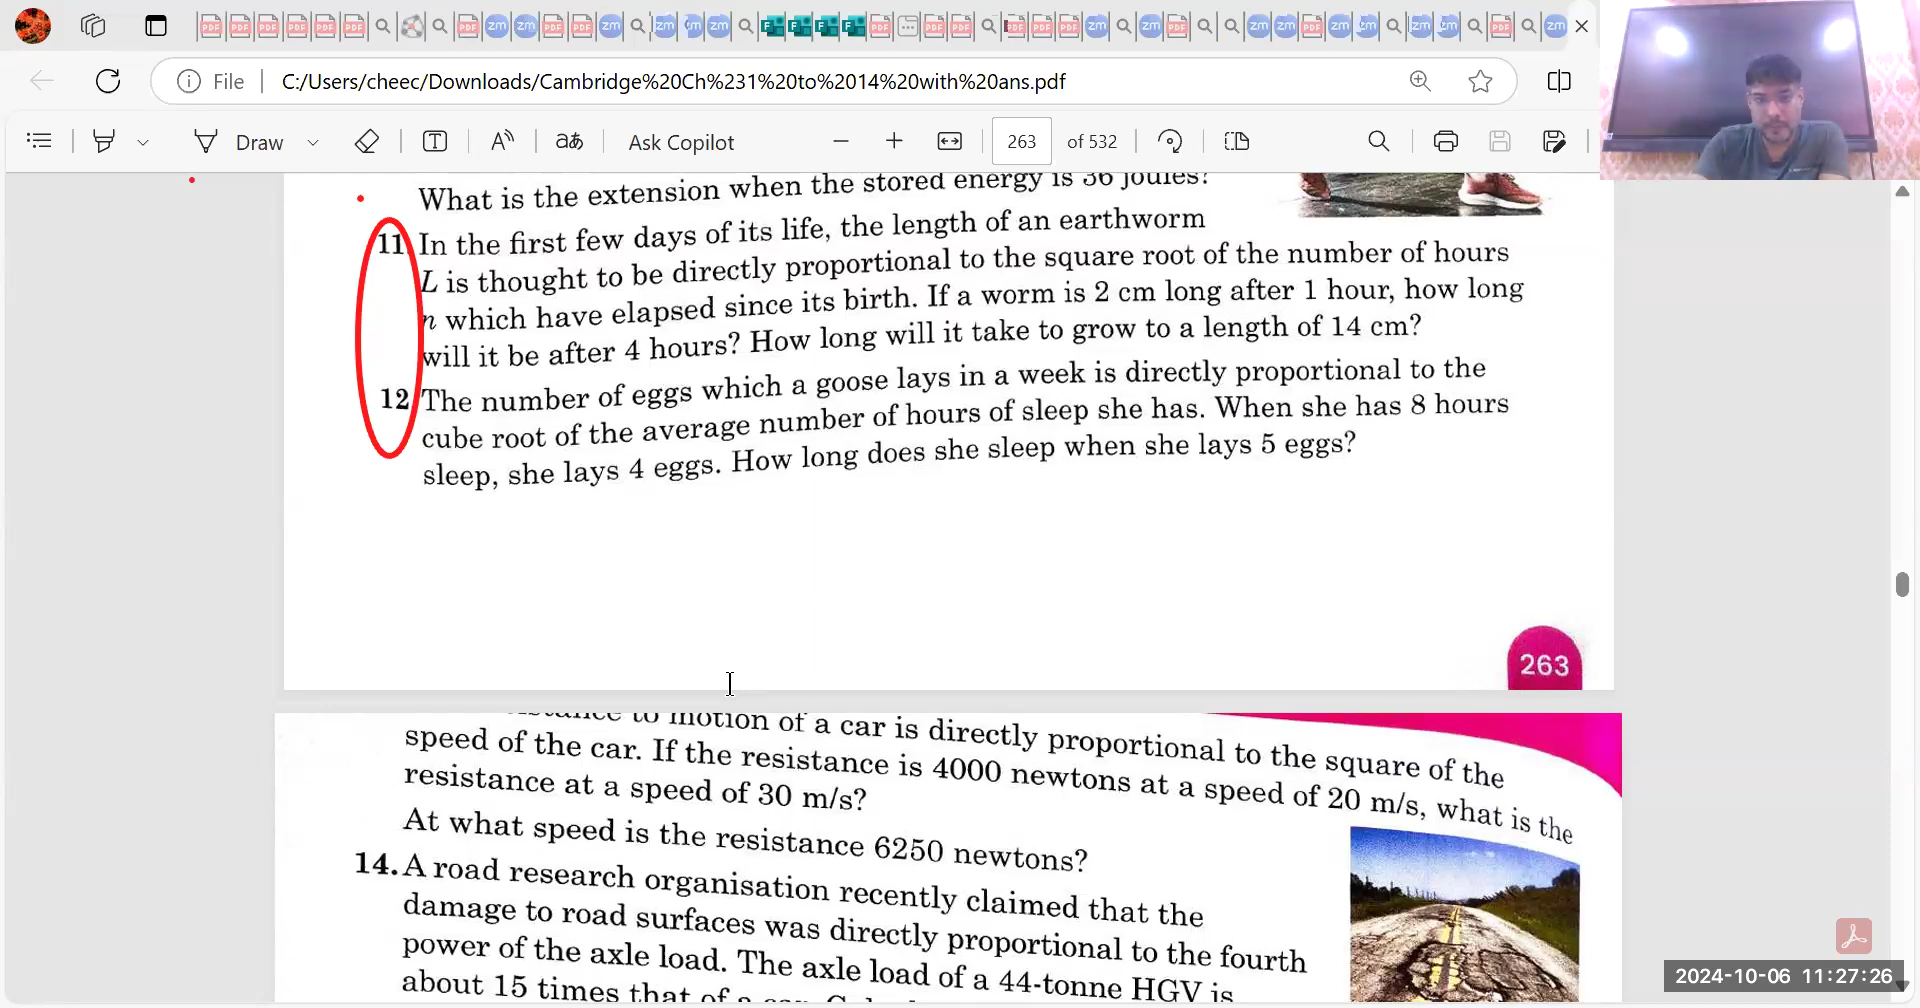 File
C:/Users/cheec/Downloads/Cambridge%20Ch%231%20to%2014%20with%20ans.pdf
Draw
Ask Copilot
263
of 532
What is the extension when the stored energy is 36 joules?
11. In the first few days of its life, the length of an earthworm
L is thought to be directly proportional to the square root of the number of hours
n which have elapsed since its birth. If a worm is 2 cm long after 1 hour, how long
will it be after 4 hours? How long will it take to grow to a length of 14 cm?
12 The number of eggs which a goose lays in a week is directly proportional to the
cube root of the average number of hours of sleep she has. When she has 8 hours
sleep, she lays 4 eggs. How long does she sleep when she lays 5 eggs?
263
to motion of a car is directly proportional to the square of the
speed of the car. If the resistance is 4000 newtons at a speed of 20 m/s, what is the
resistance at a speed of 30 m/s?
At what speed is the resistance 6250 newtons?
14. A road research organisation recently claimed that the
damage to road surfaces was directly proportional to the fourth
power of the axle load. The axle load of a 44-tonne HGV is
about 15 times that of a car.
2024-10-06 11:27:26